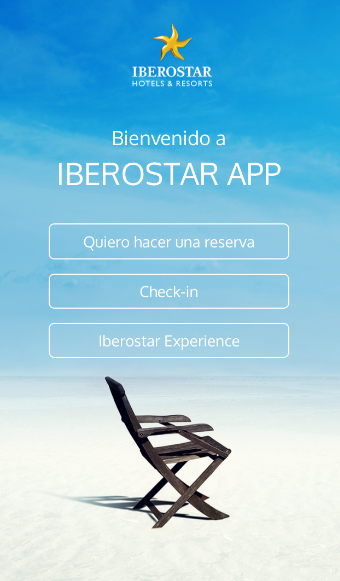 IBEROSTAR
HOTELS & RESORTS
Bienvenido a
IBEROSTAR APP
Quiero hacer una reserva
Check-in
Iberostar Experience